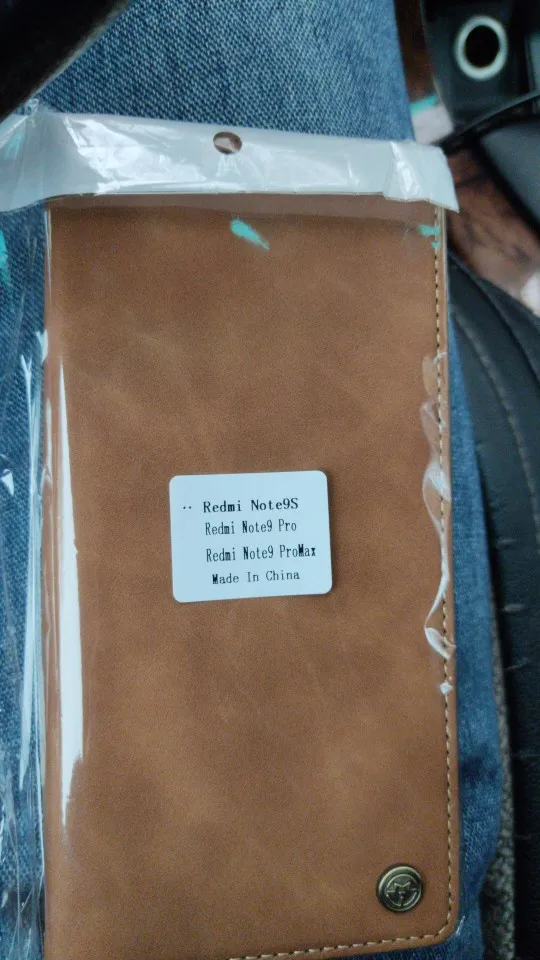 ·· Redmi Note9S
Redmi Note9 Pro
Redmi Note9 ProMax
Made In China